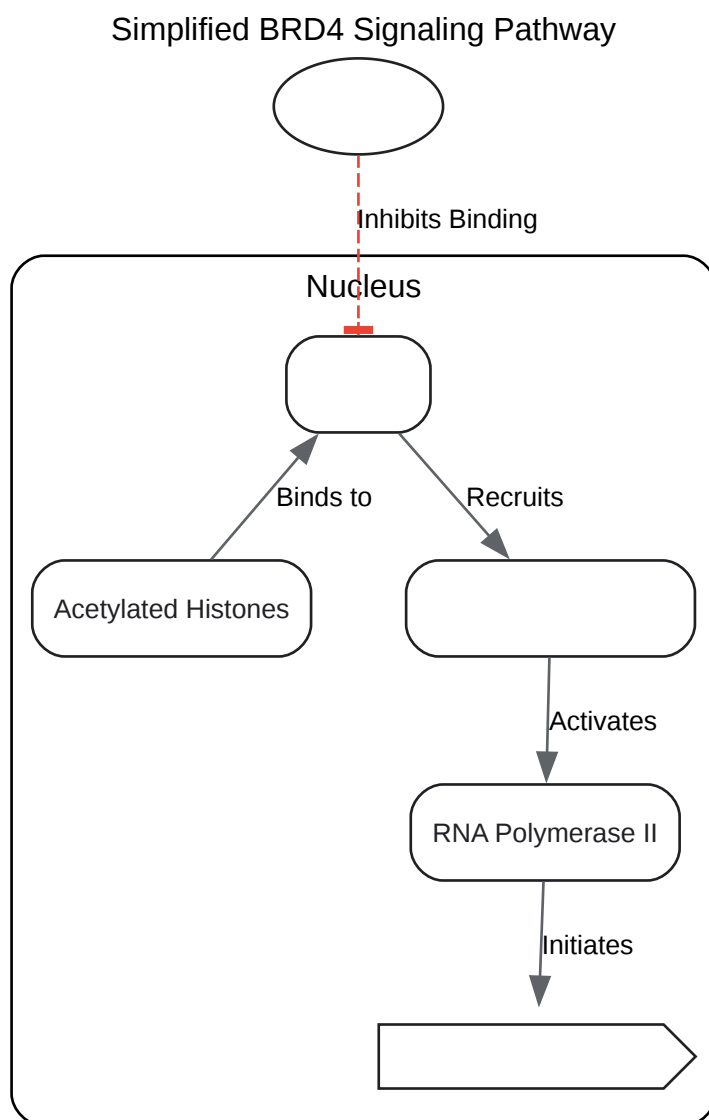 Simplified BRD4 Signaling Pathway
Inhibits Binding
Nucleus
Binds to
Recruits
Acetylated Histones
Activates
RNA Polymerase II
Initiates